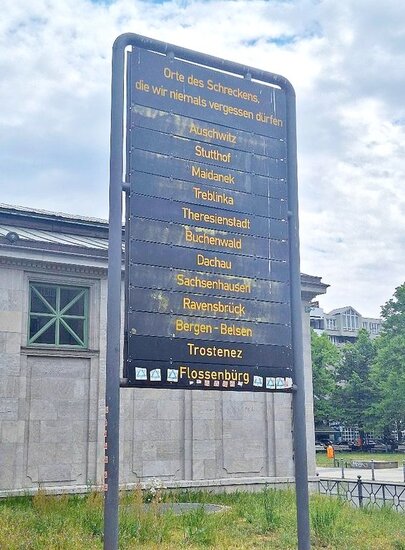 Orte des Schreckens,
die wir niemals vergessen dürfen
Auschwitz
Stutthof
Maidanek
Treblinka
Theresienstadt
Buchenwald
Dachau
Sachsenhausen
Ravensbrück
Bergen - Belsen
Trostenez
Flossenbürg